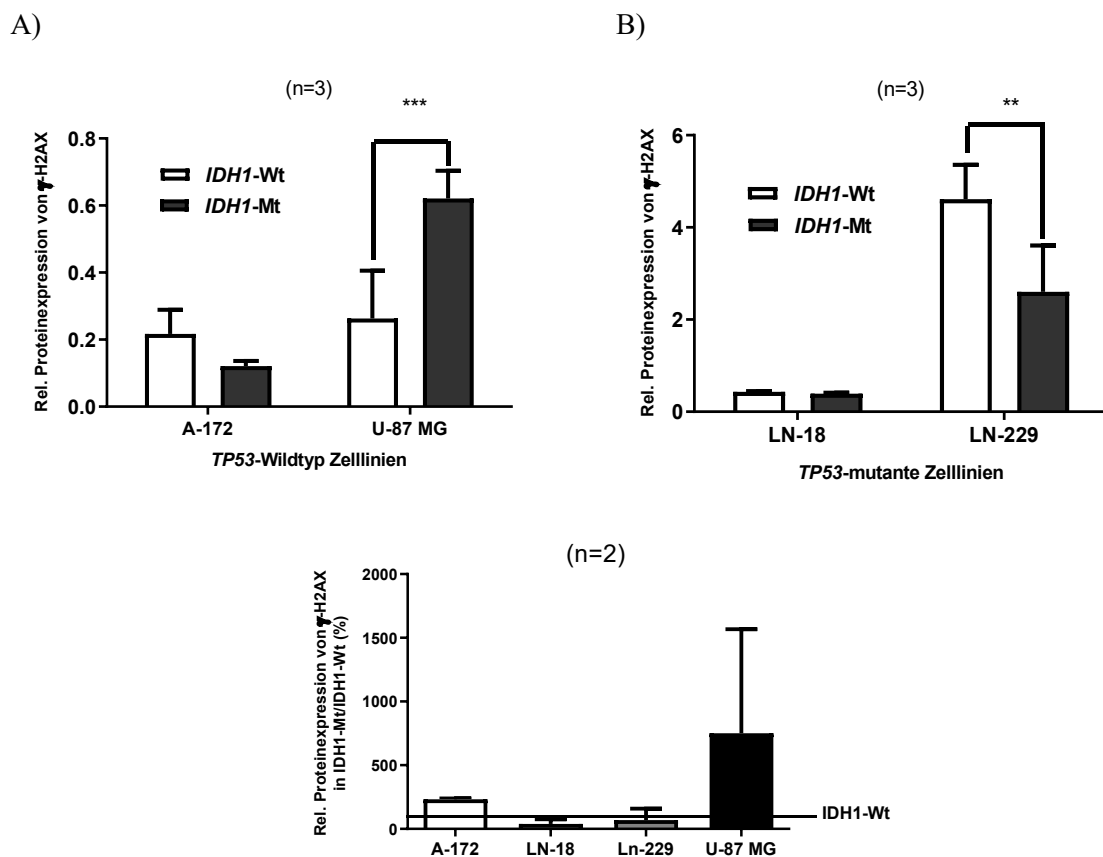 A)
(n=3)
***
Rel. Proteinexpression von γ-H2AX
0.8
0.6
0.4
0.2
0.0
IDH1-Wt
IDH1-Mt
A-172
U-87 MG
TP53-Wildtyp Zelllinien
B)
(n=3)
**
Rel. Proteinexpression von γ-H2AX
6
4
2
0
IDH1-Wt
IDH1-Mt
LN-18
LN-229
TP53-mutante Zelllinien
(n=2)
Rel. Proteinexpression von γ-H2AX
in IDH1-Mt/IDH1-Wt (%)
2000
1500
1000
500
0
IDH1-Wt
A-172
LN-18
Ln-229
U-87 MG